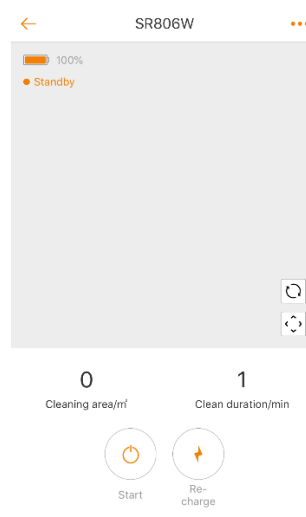 SR806W
100%
Standby
0
1
Cleaning area/㎡
Clean duration/min
Start
Re-
charge